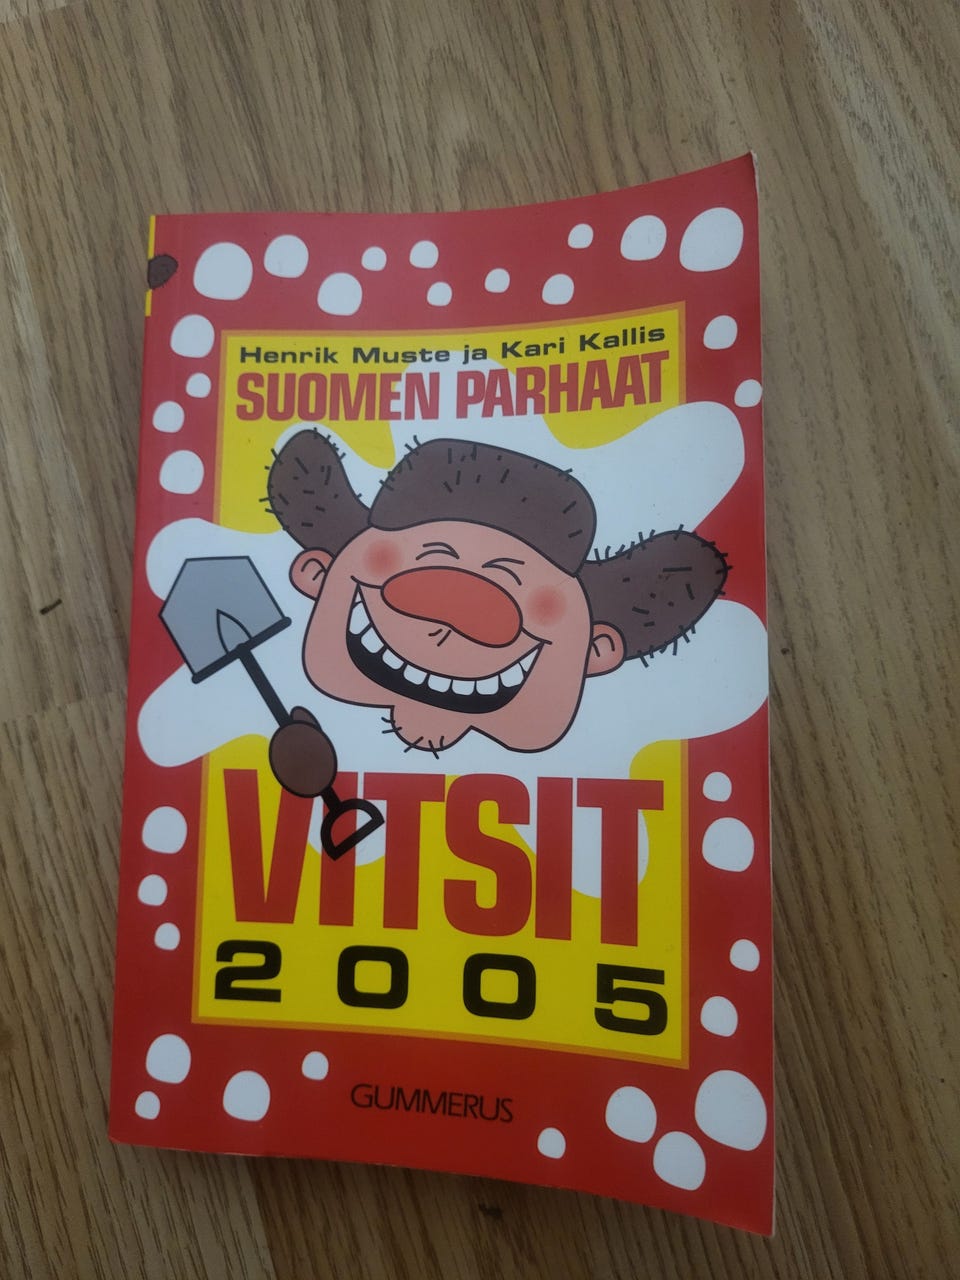 Henrik Muste ja Kari Kallis
SUOMEN PARHAAT
VITSIT
2005
GUMMERUS